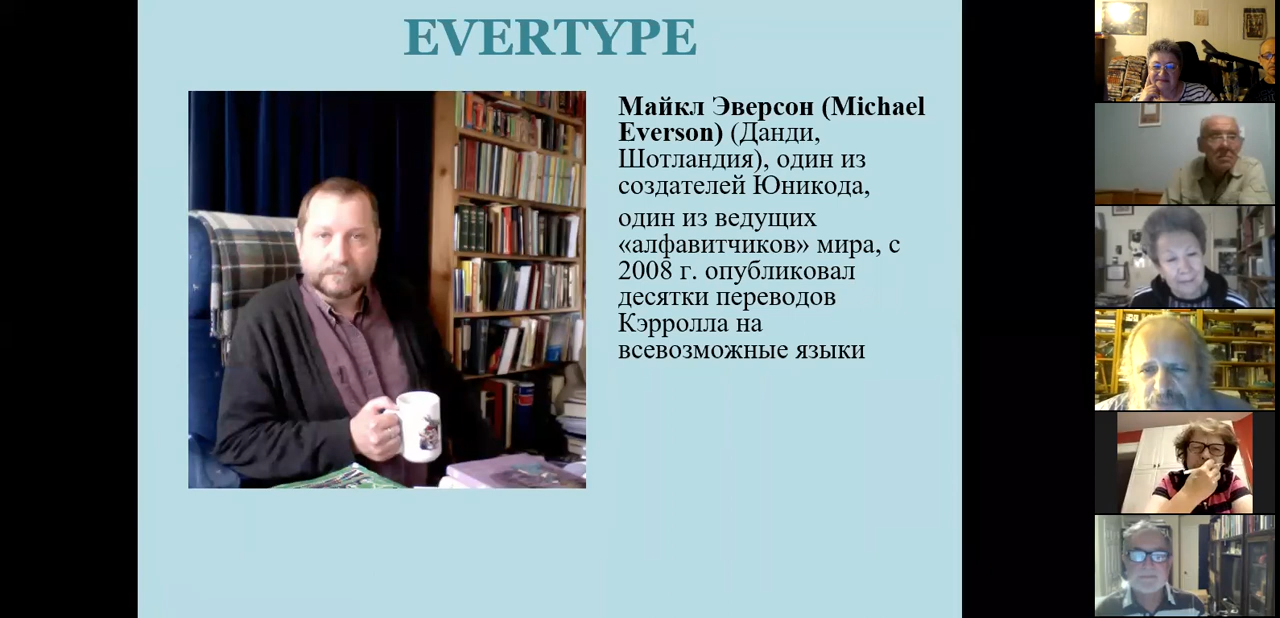 EVERTYPE
Майкл Эверсон (Michael
Everson) (Данди,
Шотландия), один из
создателей Юникода,
один из ведущих
«алфавитчиков» мира, с
2008 г. опубликовал
десятки переводов
Кэрролла на
всевозможные языки